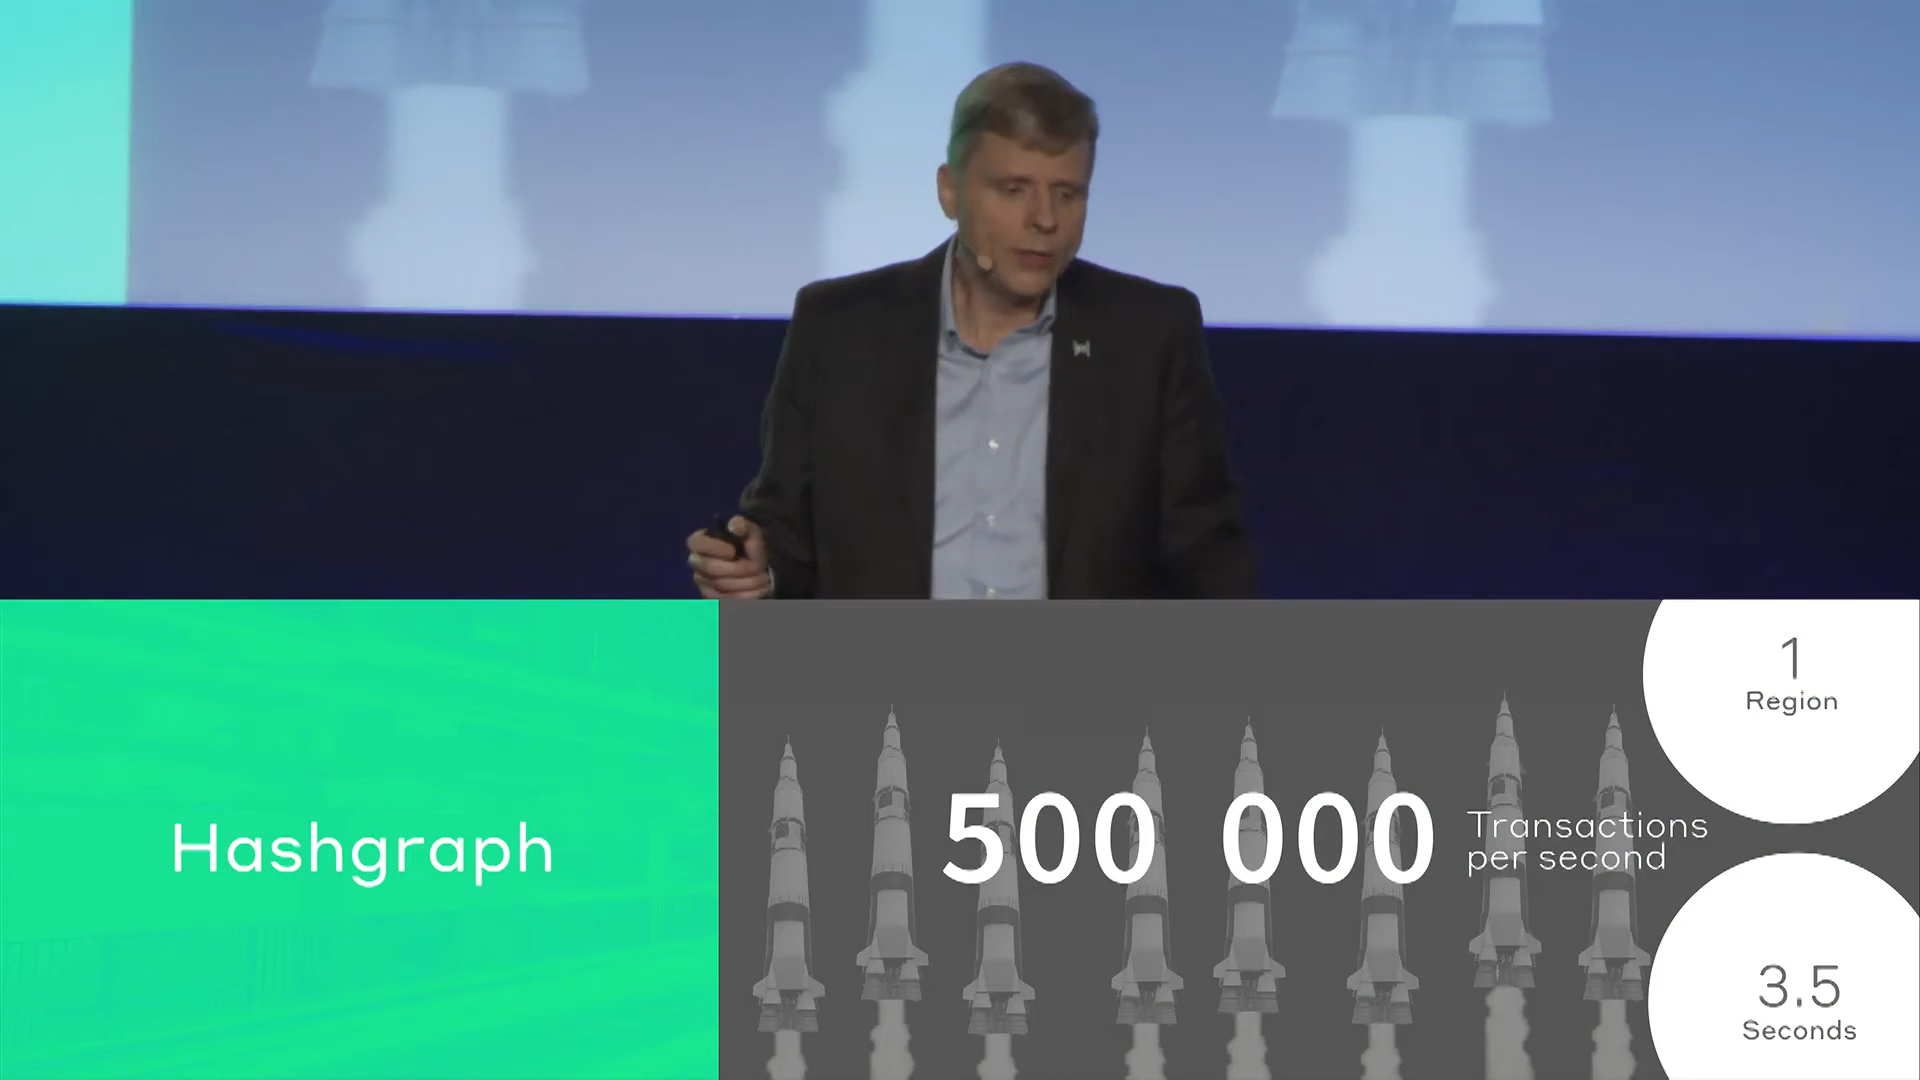 Hashgraph
500 000
Transactions
per second
1
Region
3.5
Seconds